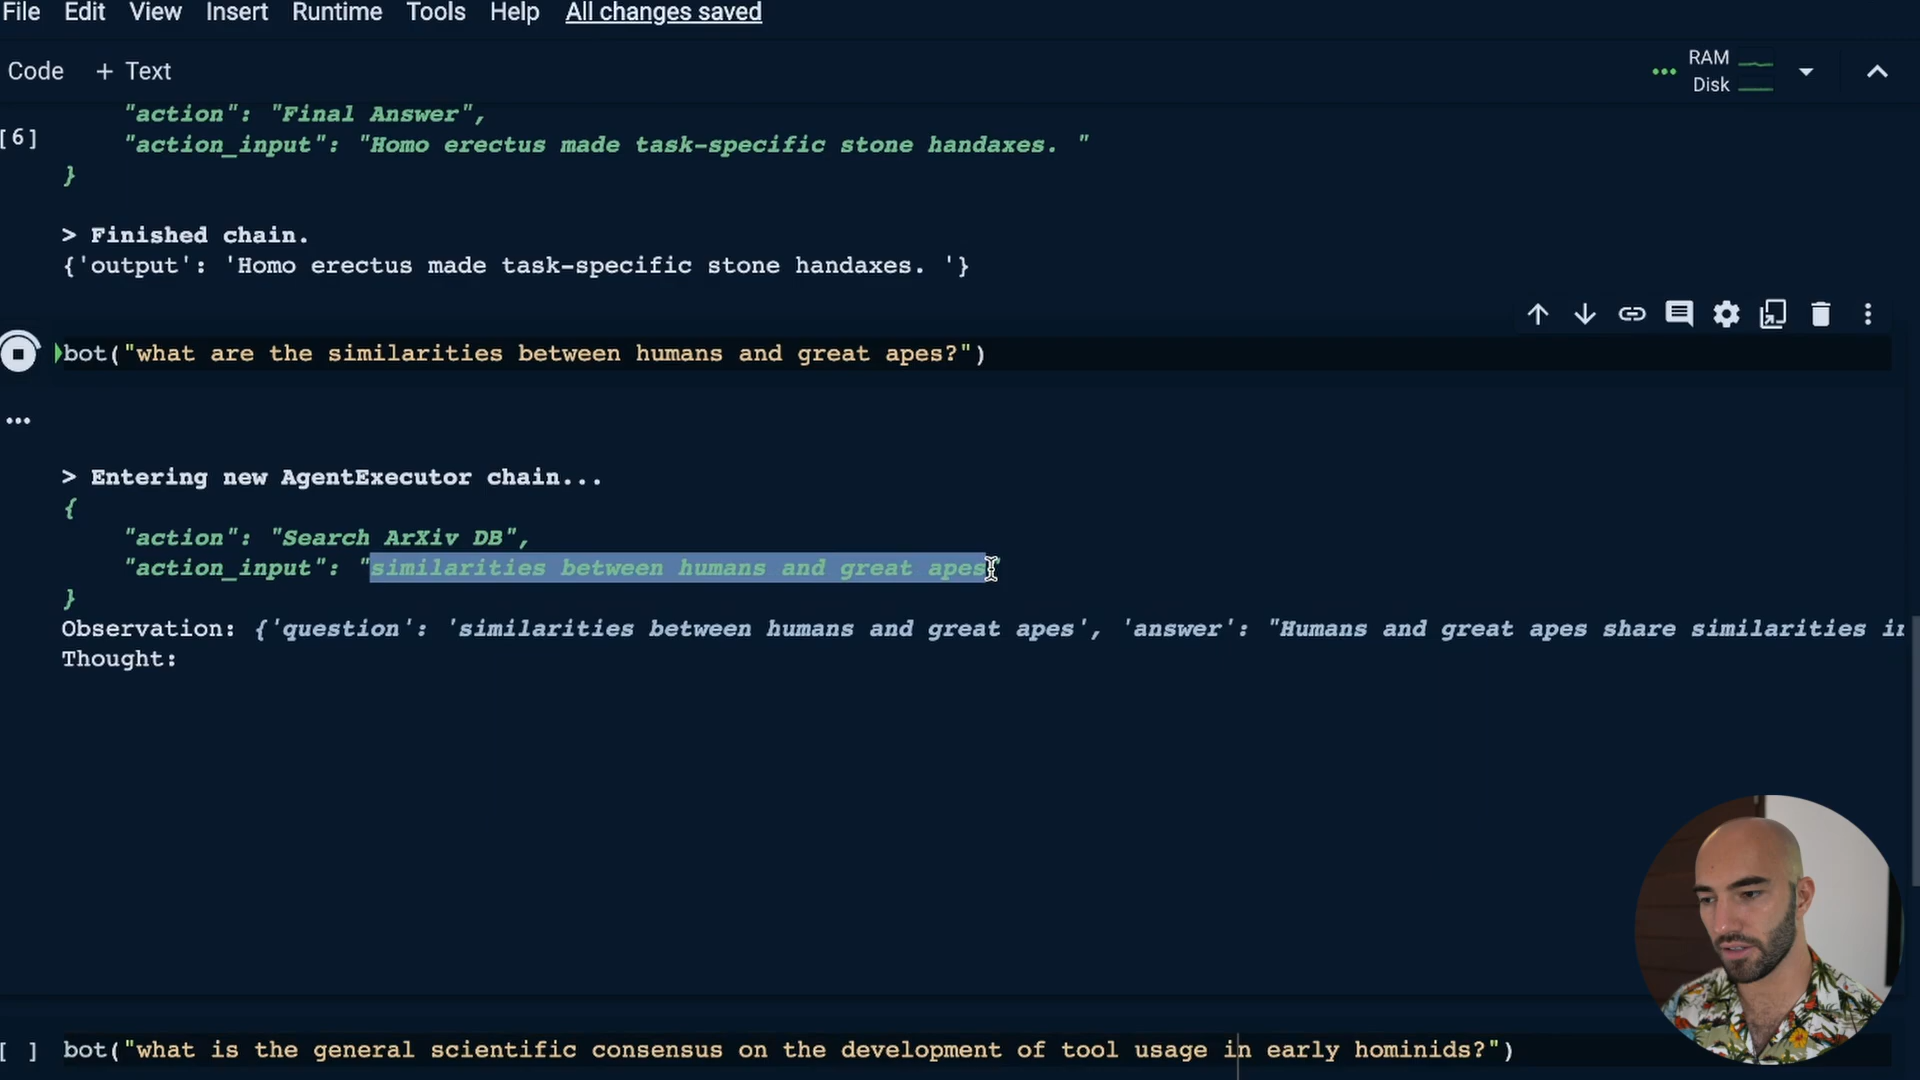 File Edit View Insert Runtime Tools Help All changes saved
Code + Text
RAM
Disk
"action": "Final Answer",
[6]
"action_input": "Homo erectus made task-specific stone handaxes. "
}
> Finished chain.
{'output': 'Homo erectus made task-specific stone handaxes. '}
bot("what are the similarities between humans and great apes?")
> Entering new AgentExecutor chain...
{
"action": "Search ArXiv DB",
"action_input": "similarities between humans and great apes"
}
Observation: {'question': 'similarities between humans and great apes', 'answer': "Humans and great apes share similarities in
Thought:
[ ] bot("what is the general scientific consensus on the development of tool usage in early hominids?")